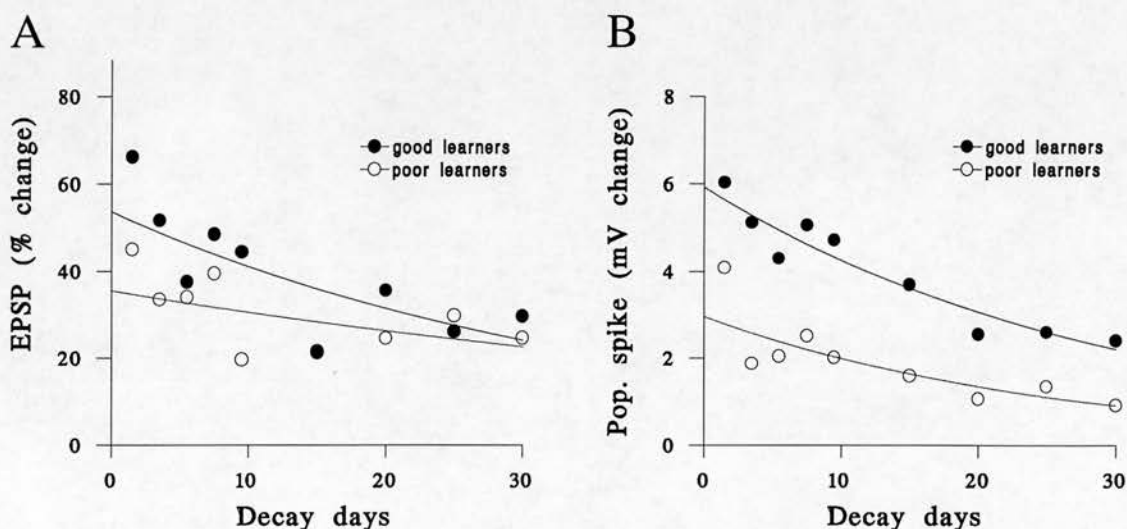 A
EPSP (% change)
80
60
40
20
0
good learners
poor learners
0 10 20 30
Decay days
B
Pop. spike (mV change)
8
6
4
2
0
good learners
poor learners
0 10 20 30
Decay days